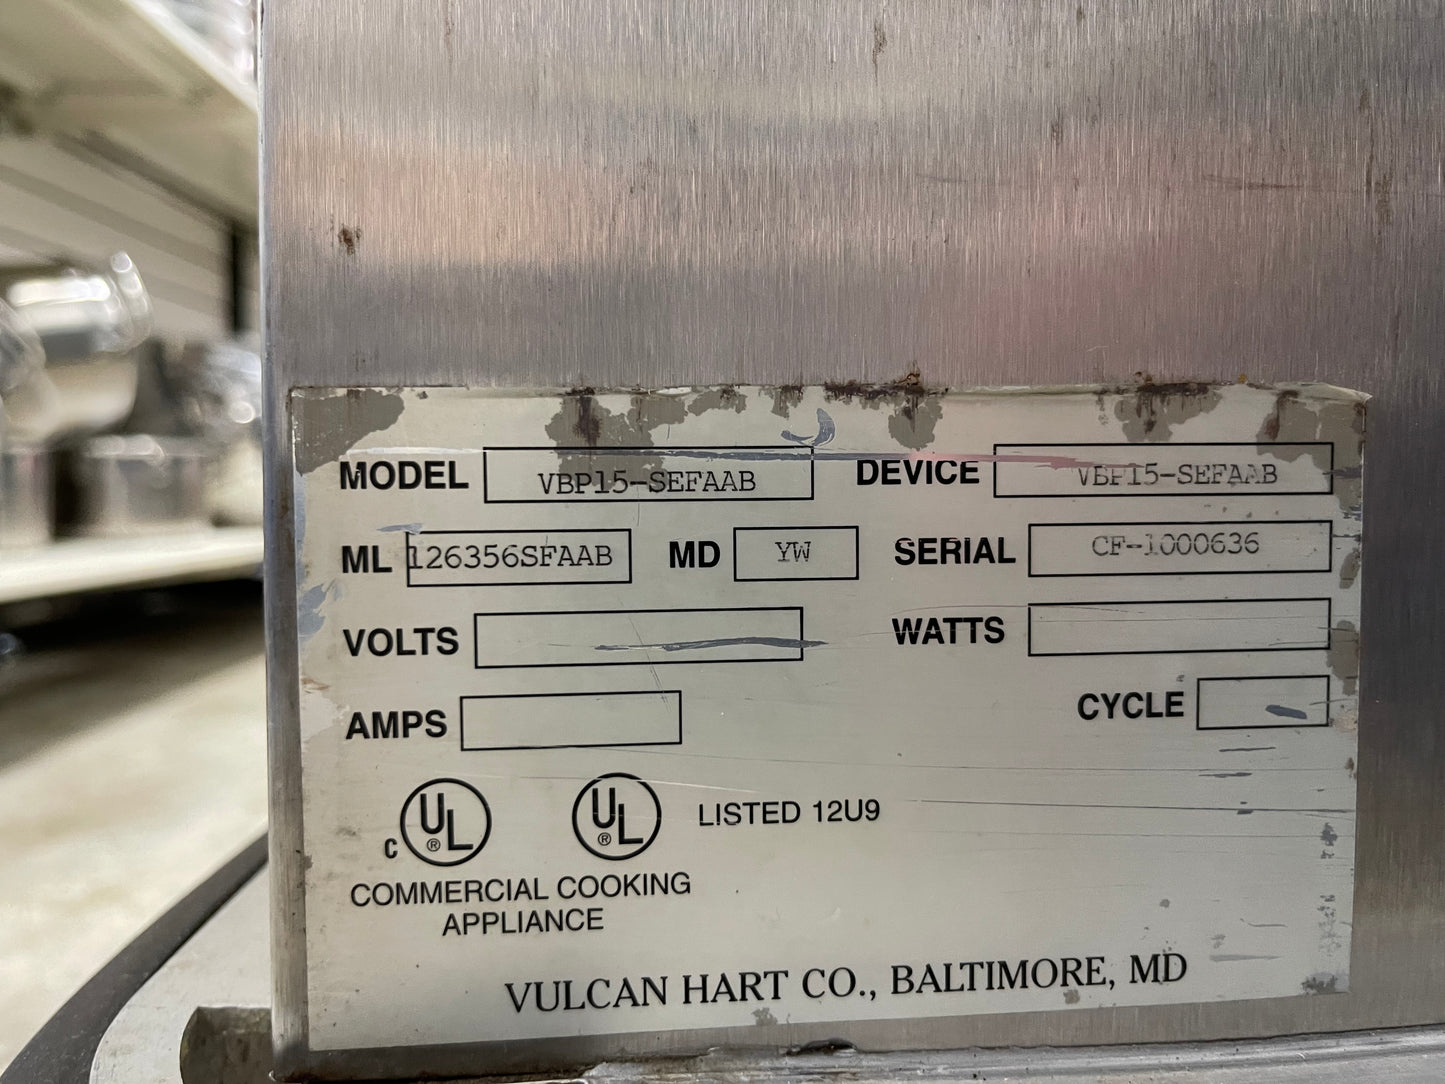 MODEL VBP15-SEFAAB DEVICE VBP15-SEFAAB
ML 126356SFAAB MD YW SERIAL CF-1000636
VOLTS WATTS
AMPS CYCLE
C UL ® UL ® LISTED 12U9
COMMERCIAL COOKING
APPLIANCE
VULCAN HART CO., BALTIMORE, MD